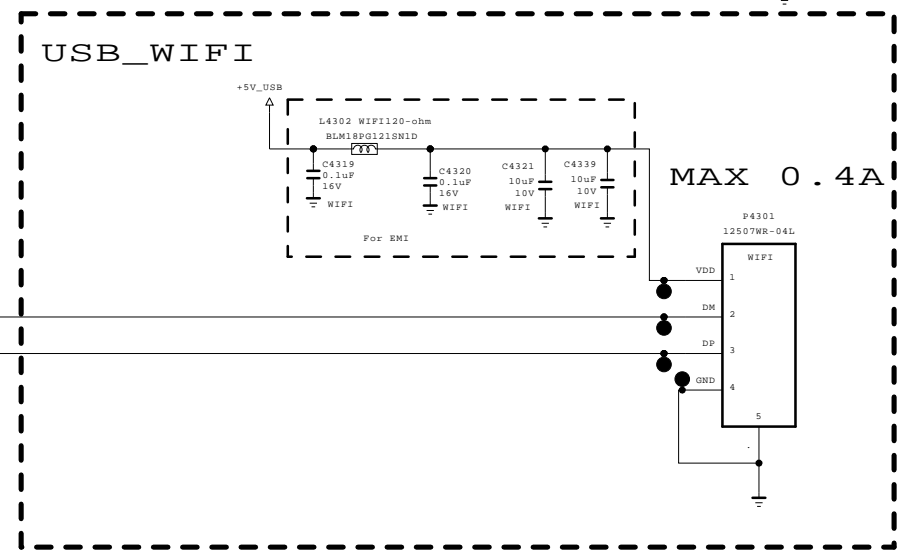 USB_WIFI
+5V_USB
L4302 WIFI120-ohm
BLM18PG121SN1D
C4319
0.1uF
16V
WIFI
C4320
0.1uF
16V
WIFI
C4321
10uF
10V
WIFI
C4339
10uF
10V
WIFI
For EMI
MAX 0.4A
P4301
12507WR-04L
WIFI
VDD
1
DM
2
DP
3
GND
4
5
.